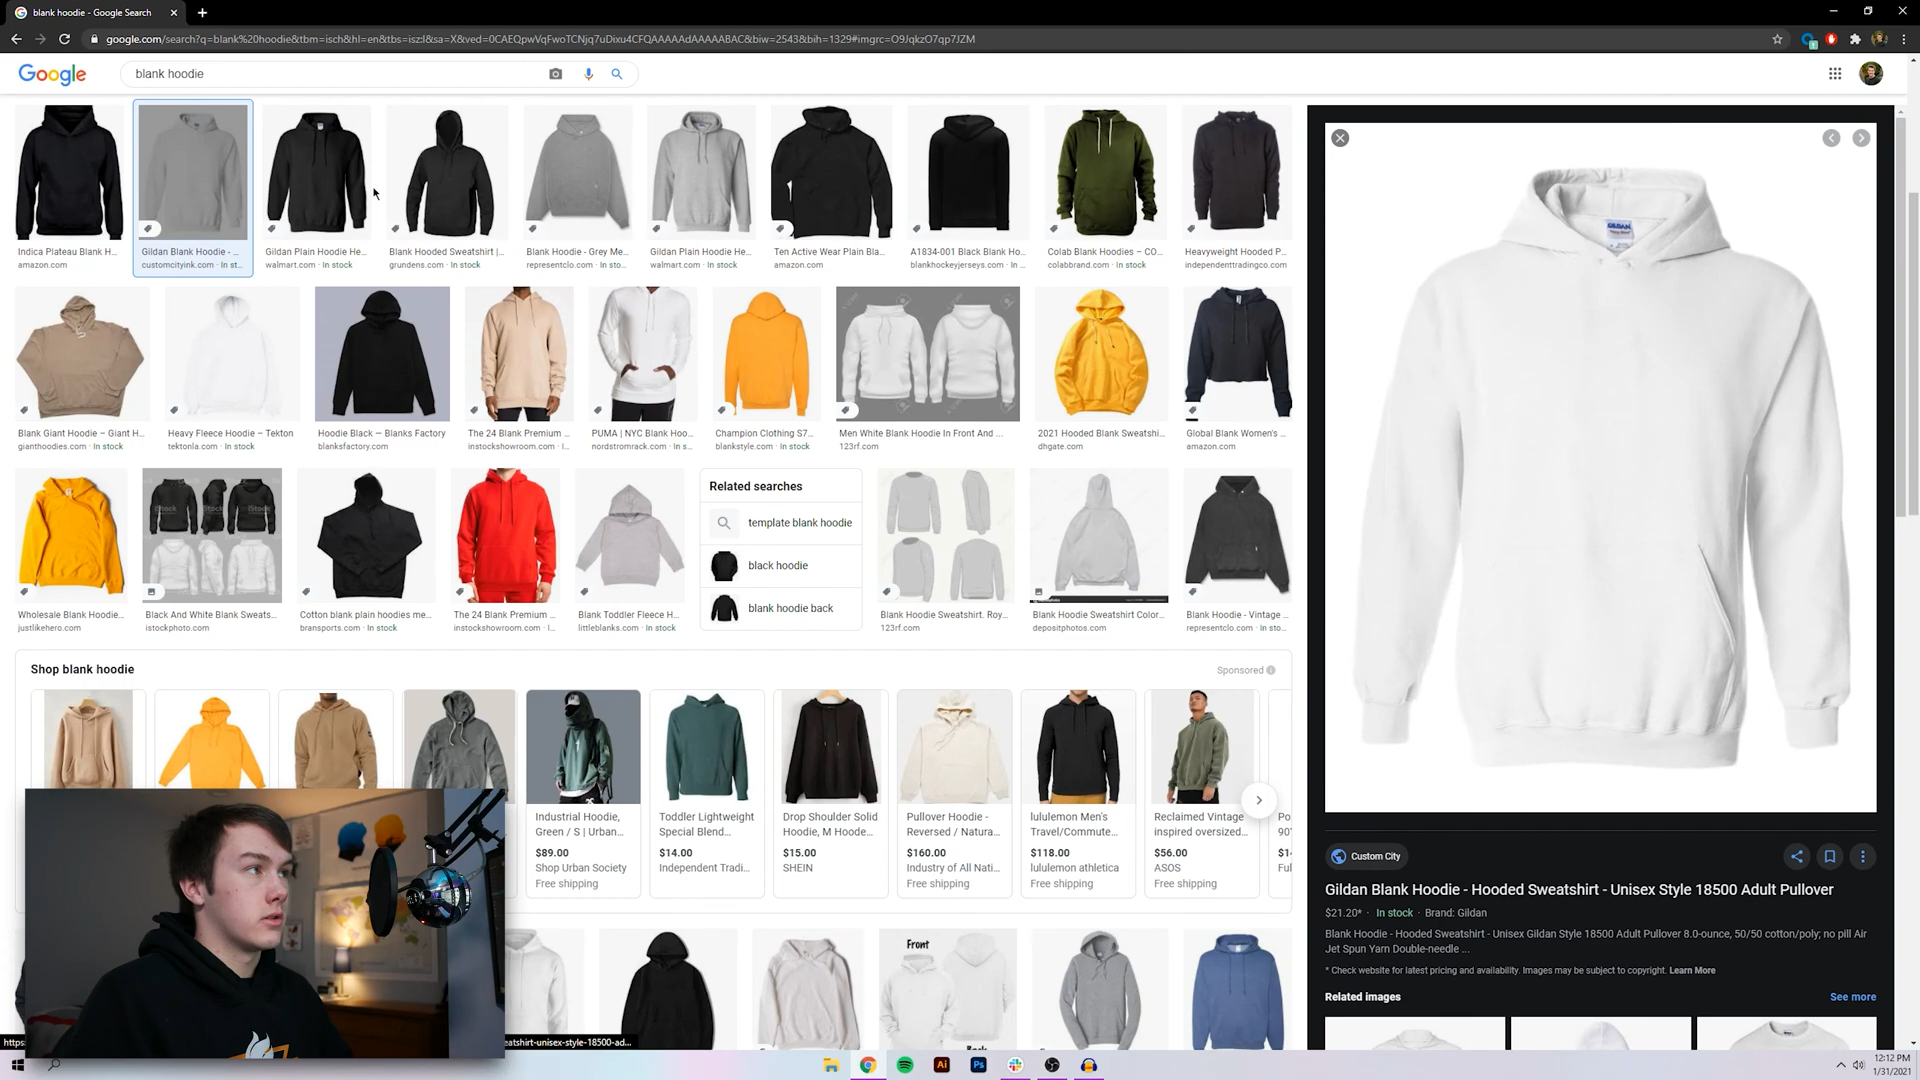 blank hoodie - Google Search
google.com/search?q=blank%20hoodie&tbm=isch&hl=en&tbs=isz:l&sa=X&ved=0CAEQpwVqFwoTCNjq7uDixu4CFQAAAAAdAAAAABAC&biw=2543&bih=1329#imgrc=O9JqkzO7qp7JZM
Google
blank hoodie
Indica Plateau Blank H...
amazon.com
Gildan Blank Hoodie - ...
customcityink.com · In st...
Gildan Plain Hoodie He...
walmart.com · In stock
Blank Hooded Sweatshirt |...
grundens.com · In stock
Blank Hoodie - Grey Me...
representclo.com · In sto...
Gildan Plain Hoodie He...
walmart.com · In stock
Ten Active Wear Plain Bla...
amazon.com
A1834-001 Black Blank Ho...
blankhockeyjerseys.com · In ...
Colab Blank Hoodies – CO...
colabbrand.com · In stock
Heavyweight Hooded P...
independenttradingco.com
Blank Giant Hoodie – Giant H...
gianthoodies.com · In stock
Heavy Fleece Hoodie – Tekton
tektonla.com · In stock
Hoodie Black — Blanks Factory
blanksfactory.com
The 24 Blank Premium ...
instockshowroom.com · I...
PUMA | NYC Blank Hoo...
nordstromrack.com · In s...
Champion Clothing S7...
blankstyle.com · In stock
Men White Blank Hoodie In Front And ...
123rf.com
2021 Hooded Blank Sweatshi...
dhgate.com
Global Blank Women's ...
amazon.com
iStock
Wholesale Blank Hoodie...
justlikehero.com
Black And White Blank Sweats...
istockphoto.com
Cotton blank plain hoodies me...
bransports.com · In stock
The 24 Blank Premium ...
instockshowroom.com · I...
Blank Toddler Fleece H...
littleblanks.com · In stock
Related searches
template blank hoodie
black hoodie
blank hoodie back
Blank Hoodie Sweatshirt. Roy...
123rf.com
Blank Hoodie Sweatshirt Color...
depositphotos.com
Blank Hoodie - Vintage ...
representclo.com · In sto...
Shop blank hoodie
Sponsored
Industrial Hoodie,
Green / S | Urban...
$89.00
Shop Urban Society
Free shipping
Toddler Lightweight
Special Blend...
$14.00
Independent Tradi...
Drop Shoulder Solid
Hoodie, M Hoode...
$15.00
SHEIN
Pullover Hoodie -
Reversed / Natura...
$160.00
Industry of All Nati...
Free shipping
lululemon Men's
Travel/Commute...
$118.00
lululemon athletica
Free shipping
Reclaimed Vintage
inspired oversized...
$56.00
ASOS
Free shipping
Po
90'
$1
Ful
Front
Back
GILDAN
Custom City
Gildan Blank Hoodie - Hooded Sweatshirt - Unisex Style 18500 Adult Pullover
$21.20* · In stock · Brand: Gildan
Blank Hoodie - Hooded Sweatshirt - Unisex Gildan Style 18500 Adult Pullover 8.0-ounce, 50/50 cotton/poly; no pill Air
Jet Spun Yarn Double-needle ...
* Check website for latest pricing and availability. Images may be subject to copyright. Learn More
Related images
See more
https:
eatshirt-unisex-style-18500-ad...
Ai
Ps
12:12 PM
1/31/2021